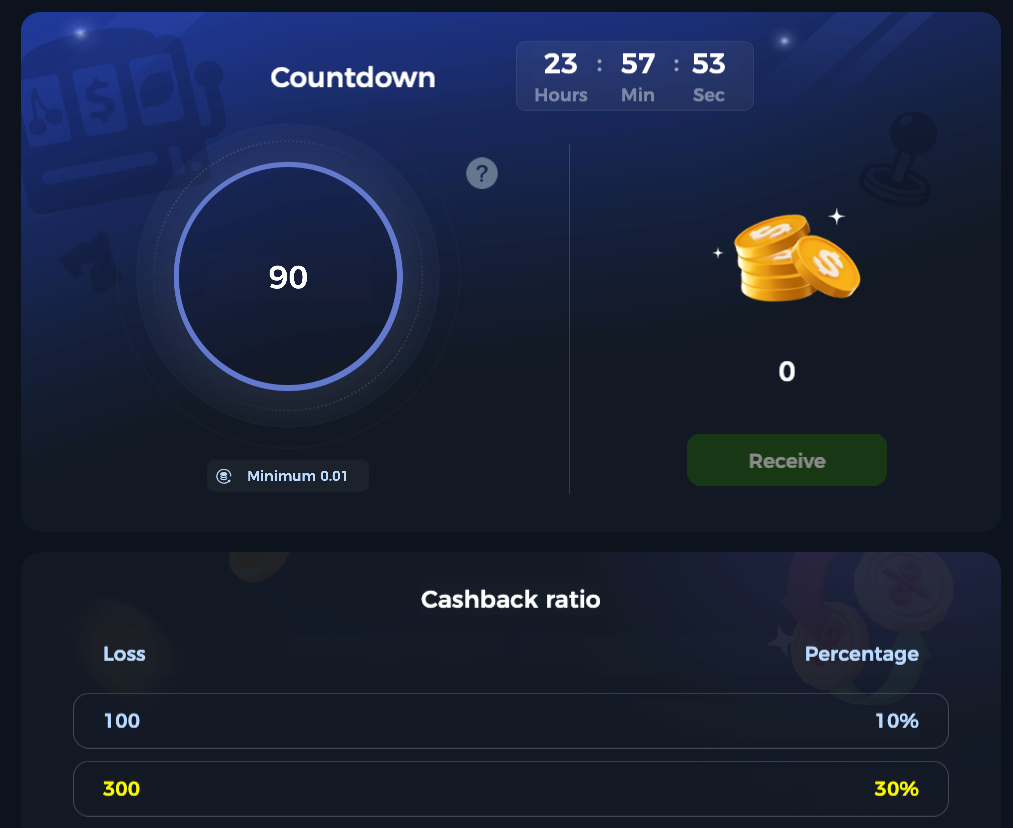 Countdown
23 : 57 : 53
Hours Min Sec
?
90
0
Minimum 0.01
Receive
Cashback ratio
Loss Percentage
100 10%
300 30%